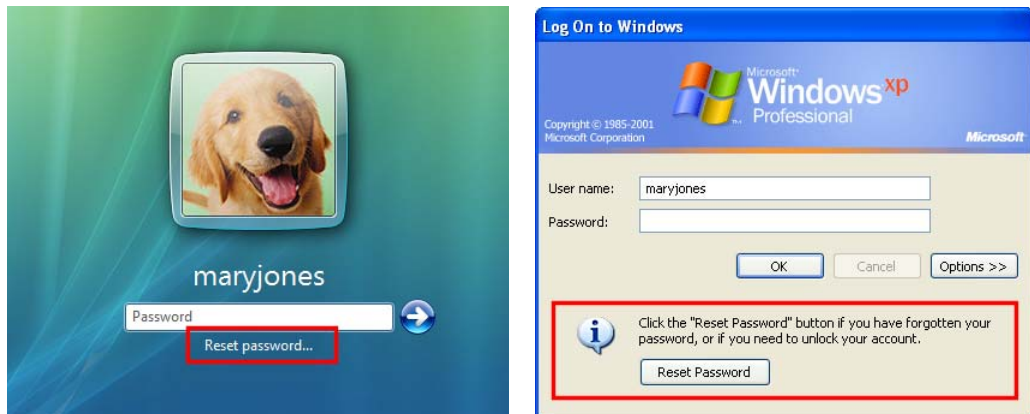 maryjones
Password
Reset password...
Log On to Windows
Microsoft®
Windows xp
Professional
Copyright © 1985-2001
Microsoft Corporation
Microsoft
User name:
maryjones
Password:
OK
Cancel
Options >>
Click the "Reset Password" button if you have forgotten your
password, or if you need to unlock your account.
Reset Password